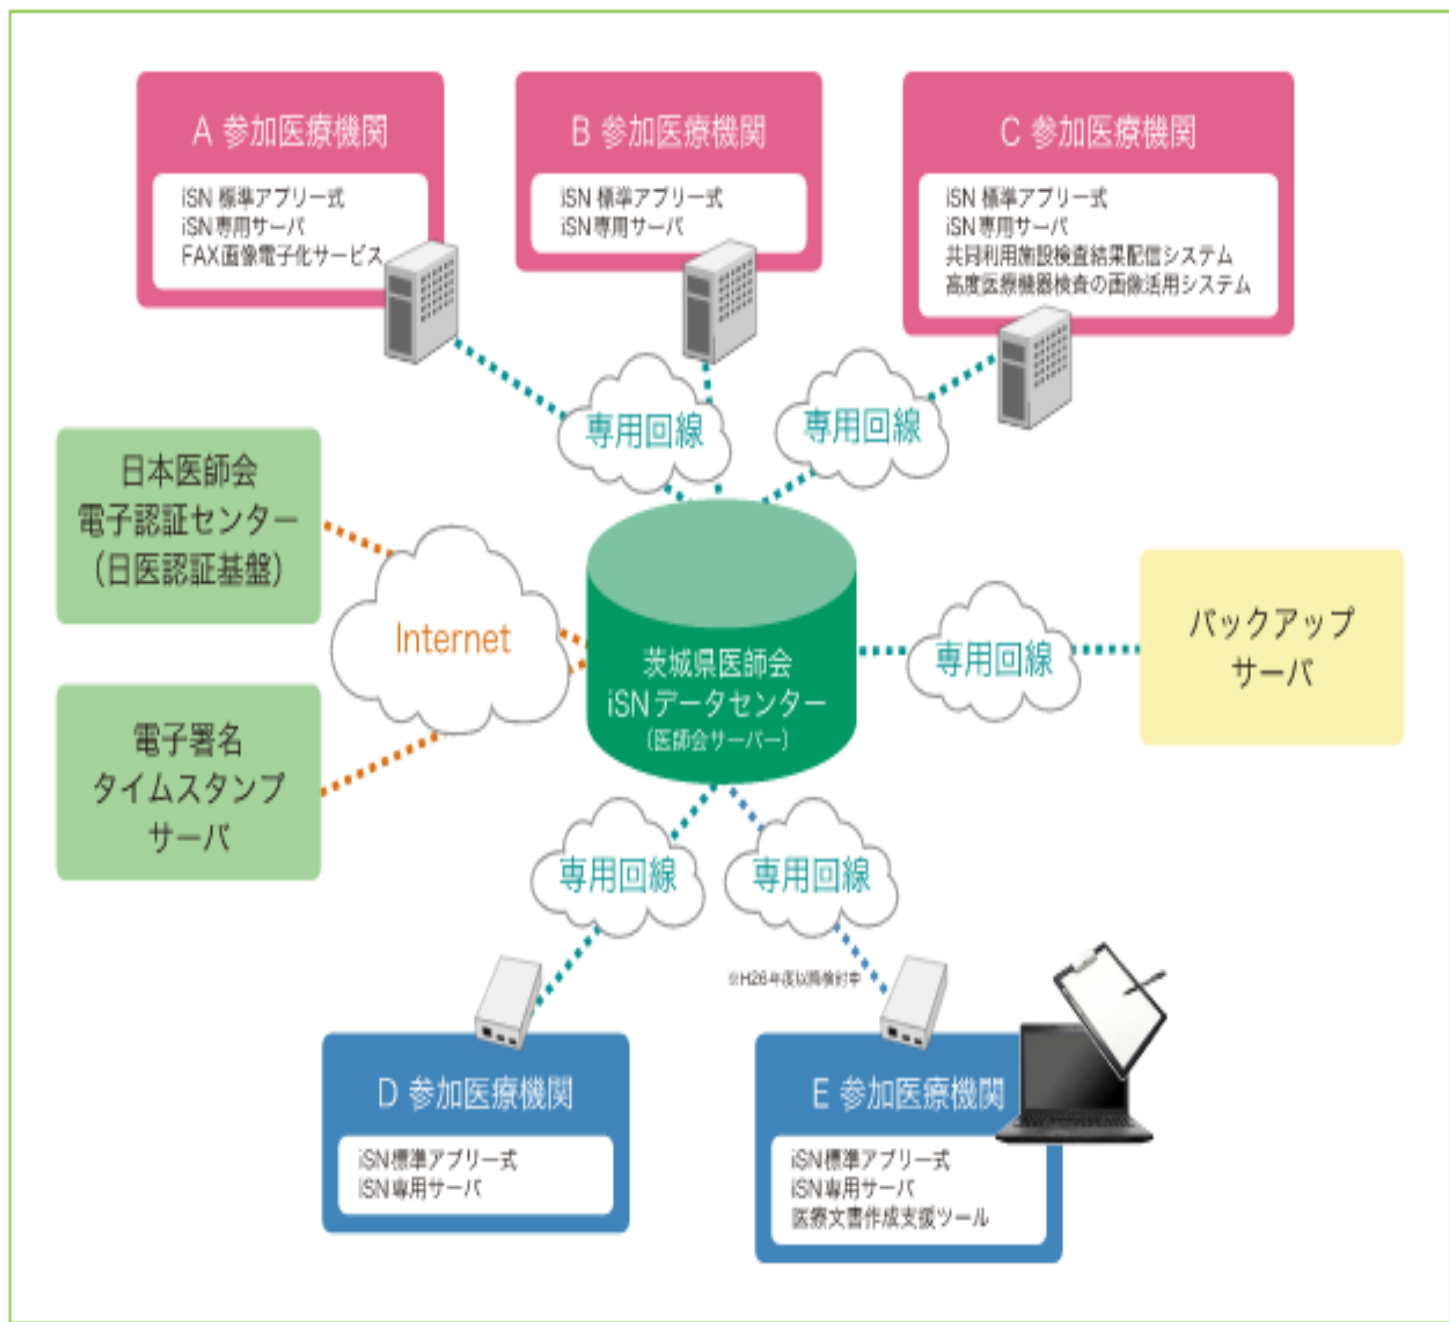 A 参加医療機関
iSN 標準アプリ一式
iSN専用サーバ
FAX画像電子化サービス
B 参加医療機関
iSN 標準アプリ一式
iSN専用サーバ
C 参加医療機関
iSN 標準アプリ一式
iSN専用サーバ
共同利用施設検査結果配信システム
高度医療機器検査の画像活用システム
専用回線
専用回線
日本医師会
電子認証センター
（日医認証基盤）
Internet
電子署名
タイムスタンプ
サーバ
茨城県医師会
iSNデータセンター
（医師会サーバー）
専用回線
バックアップ
サーバ
専用回線
専用回線
※H26年度以降検討中
D 参加医療機関
iSN標準アプリ一式
iSN専用サーバ
E 参加医療機関
iSN標準アプリ一式
iSN専用サーバ
医療文書作成支援ツール